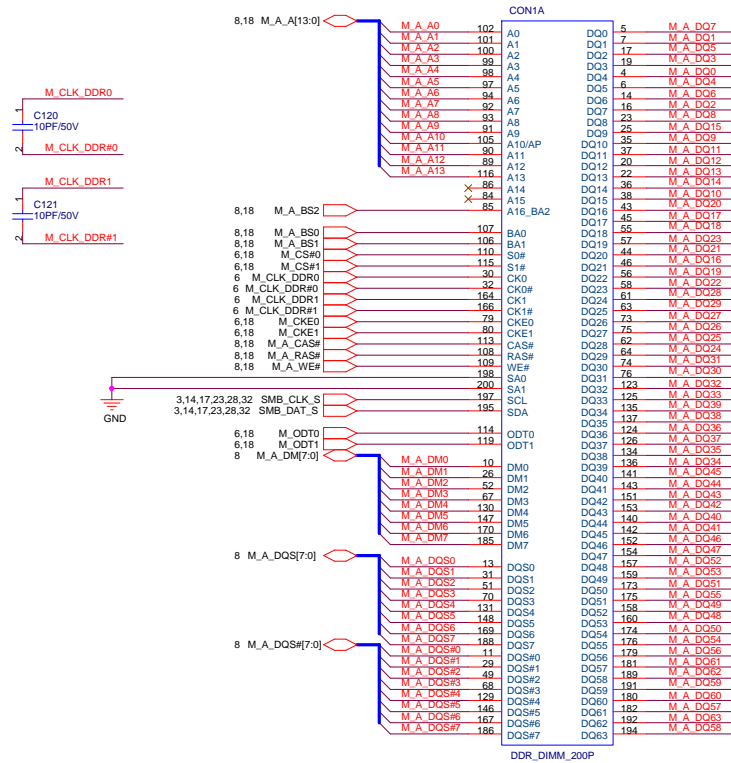 CON1A
8,18 M_A_A[13:0]
M_A_A0 102 A0
M_A_A1 101 A1
M_A_A2 100 A2
M_A_A3 99 A3
M_A_A4 98 A4
M_A_A5 97 A5
M_A_A6 94 A6
M_A_A7 92 A7
M_A_A8 93 A8
M_A_A9 91 A9
M_A_A10 105 A10/AP
M_A_A11 90 A11
M_A_A12 89 A12
M_A_A13 116 A13
86 A14
84 A15
8,18 M_A_BS2 85 A16_BA2
8,18 M_A_BS0 107 BA0
8,18 M_A_BS1 106 BA1
6,18 M_CS#0 110 S0#
6,18 M_CS#1 115 S1#
6 M_CLK_DDR0 30 CK0
6 M_CLK_DDR#0 32 CK0#
6 M_CLK_DDR1 164 CK1
6 M_CLK_DDR#1 166 CK1#
6,18 M_CKE0 79 CKE0
6,18 M_CKE1 80 CKE1
8,18 M_A_CAS# 113 CAS#
8,18 M_A_RAS# 108 RAS#
8,18 M_A_WE# 109 WE#
198 SA0
200 SA1
GND
3,14,17,23,28,32 SMB_CLK_S 197 SCL
3,14,17,23,28,32 SMB_DAT_S 195 SDA
6,18 M_ODT0 114 ODT0
6,18 M_ODT1 119 ODT1
8 M_A_DM[7:0]
M_A_DM0 10 DM0
M_A_DM1 26 DM1
M_A_DM2 52 DM2
M_A_DM3 67 DM3
M_A_DM4 130 DM4
M_A_DM5 147 DM5
M_A_DM6 170 DM6
M_A_DM7 185 DM7
8 M_A_DQS[7:0]
M_A_DQS0 13 DQS0
M_A_DQS1 31 DQS1
M_A_DQS2 51 DQS2
M_A_DQS3 70 DQS3
M_A_DQS4 131 DQS4
M_A_DQS5 148 DQS5
M_A_DQS6 169 DQS6
M_A_DQS7 188 DQS7
8 M_A_DQS#[7:0]
M_A_DQS#0 11 DQS#0
M_A_DQS#1 29 DQS#1
M_A_DQS#2 49 DQS#2
M_A_DQS#3 68 DQS#3
M_A_DQS#4 129 DQS#4
M_A_DQS#5 146 DQS#5
M_A_DQS#6 167 DQS#6
M_A_DQS#7 186 DQS#7
DQ0 5 M_A_DQ7
DQ1 7 M_A_DQ1
DQ2 17 M_A_DQ5
DQ3 19 M_A_DQ3
DQ4 4 M_A_DQ0
DQ5 6 M_A_DQ4
DQ6 14 M_A_DQ6
DQ7 16 M_A_DQ2
DQ8 23 M_A_DQ8
DQ9 25 M_A_DQ15
DQ10 35 M_A_DQ9
DQ11 37 M_A_DQ11
DQ12 20 M_A_DQ12
DQ13 22 M_A_DQ13
DQ14 36 M_A_DQ14
DQ15 38 M_A_DQ10
DQ16 43 M_A_DQ20
DQ17 45 M_A_DQ17
DQ18 55 M_A_DQ18
DQ19 57 M_A_DQ23
DQ20 44 M_A_DQ21
DQ21 46 M_A_DQ16
DQ22 56 M_A_DQ19
DQ23 58 M_A_DQ22
DQ24 61 M_A_DQ28
DQ25 63 M_A_DQ29
DQ26 73 M_A_DQ27
DQ27 75 M_A_DQ26
DQ28 62 M_A_DQ25
DQ29 64 M_A_DQ24
DQ30 74 M_A_DQ31
DQ31 76 M_A_DQ30
DQ32 123 M_A_DQ32
DQ33 125 M_A_DQ33
DQ34 135 M_A_DQ39
DQ35 137 M_A_DQ38
DQ36 124 M_A_DQ36
DQ37 126 M_A_DQ37
DQ38 134 M_A_DQ35
DQ39 136 M_A_DQ34
DQ40 141 M_A_DQ45
DQ41 143 M_A_DQ44
DQ42 151 M_A_DQ43
DQ43 153 M_A_DQ42
DQ44 140 M_A_DQ40
DQ45 142 M_A_DQ41
DQ46 152 M_A_DQ46
DQ47 154 M_A_DQ47
DQ48 157 M_A_DQ52
DQ49 159 M_A_DQ53
DQ50 173 M_A_DQ51
DQ51 175 M_A_DQ55
DQ52 158 M_A_DQ49
DQ53 160 M_A_DQ48
DQ54 174 M_A_DQ50
DQ55 176 M_A_DQ54
DQ56 179 M_A_DQ56
DQ57 181 M_A_DQ61
DQ58 189 M_A_DQ62
DQ59 191 M_A_DQ59
DQ60 180 M_A_DQ60
DQ61 182 M_A_DQ57
DQ62 192 M_A_DQ63
DQ63 194 M_A_DQ58
DDR_DIMM_200P
M_CLK_DDR0
1
C120
10PF/50V
2
M_CLK_DDR#0
M_CLK_DDR1
1
C121
10PF/50V
2
M_CLK_DDR#1